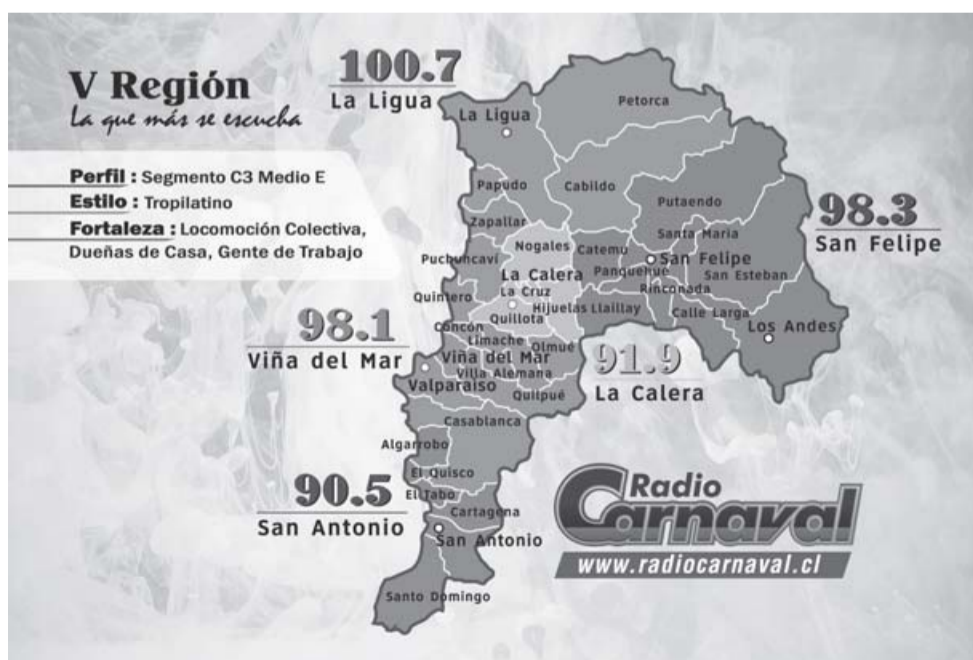 V Región
La que más se escucha
Perfil : Segmento C3 Medio E
Estilo : Tropilatino
Fortaleza : Locomoción Colectiva,
Dueñas de Casa, Gente de Trabajo
100.7
La Ligua
98.3
San Felipe
98.1
Viña del Mar
91.9
La Calera
90.5
San Antonio
La Ligua
Petorca
Papudo
Cabildo
Putaendo
Zapallar
Santa Maria
Nogales
Catemu
San Felipe
Puchuncaví
La Calera
Panquehue
San Esteban
La Cruz
Rinconada
Quintero
Hijuelas
Llaillay
Calle Larga
Quillota
Los Andes
Concón
Limache
Olmué
Viña del Mar
Villa Alemana
Valparaíso
Quilpué
Casablanca
Algarrobo
El Quisco
El Tabo
Cartagena
San Antonio
Santo Domingo
Radio
Carnaval
www.radiocarnaval.cl